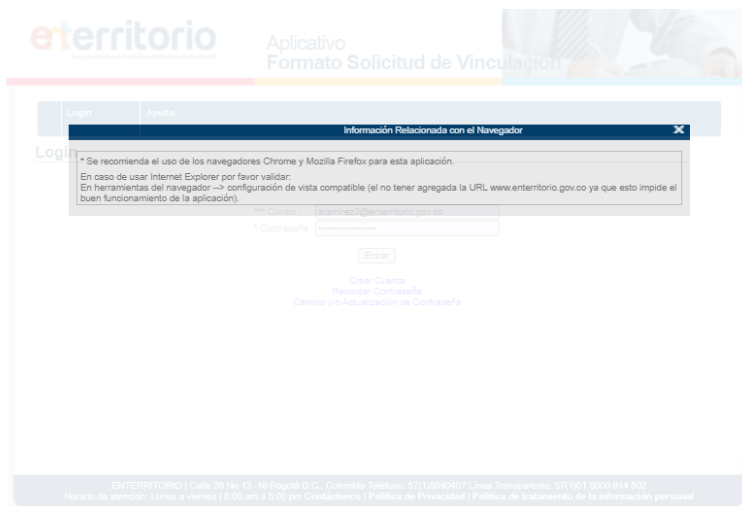 enterritorio
Aplicativo
Formato Solicitud de Vinculación
Login Ayuda
Información Relacionada con el Navegador X
Login
* Se recomienda el uso de los navegadores Chrome y Mozilla Firefox para esta aplicación.
En caso de usar Internet Explorer por favor validar:
En herramientas del navegador --> configuración de vista compatible (el no tener agregada la URL www.enterritorio.gov.co ya que esto impide el
buen funcionamiento de la aplicación).
aramirez3@enterritorio.gov.co
* Contraseña ••••••••••••••••••
Entrar
Crear Cuenta
Recordar Contraseña
Cambio y/o Actualización de Contraseña
ENTERRITORIO | Calle 26 No 13 -19 Bogotá D.C., Colombia Teléfono: 57(1)5940407 Línea Transparente: 57(1)01 8000 914 502
Horario de atención: Lunes a viernes | 8:00 am a 5:00 pm Contáctenos | Política de Privacidad | Política de tratamiento de la información personal